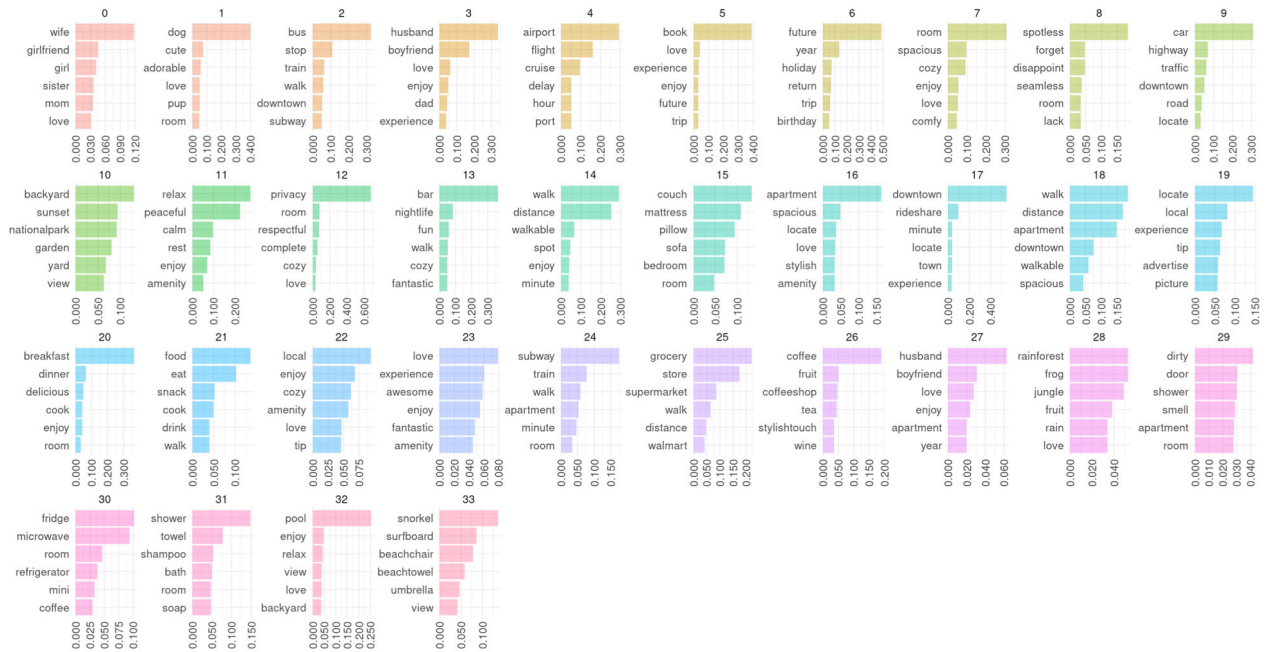 0 1 2 3 4 5 6 7 8 9
wife dog bus husband airport book future room spotless car
girlfriend cute stop boyfriend flight love year spacious forget highway
girl adorable train love cruise experience holiday cozy disappoint traffic
sister love walk enjoy delay enjoy return enjoy seamless downtown
mom pup downtown dad hour future trip love room road
love room subway experience port trip birthday comfy lack locate
0.000 0.030 0.060 0.090 0.120 0.000 0.100 0.200 0.300 0.400 0.000 0.100 0.200 0.300 0.000 0.100 0.200 0.300 0.000 0.100 0.200 0.300 0.000 0.100 0.200 0.300 0.400 0.000 0.100 0.200 0.300 0.400 0.500 0.000 0.100 0.200 0.300 0.000 0.050 0.100 0.150 0.000 0.100 0.200 0.300
10 11 12 13 14 15 16 17 18 19
backyard relax privacy bar walk couch apartment downtown walk locate
sunset peaceful room nightlife distance mattress spacious rideshare distance local
nationalpark calm respectful fun walkable pillow locate minute apartment experience
garden rest complete walk spot sofa love locate downtown tip
yard enjoy cozy cozy enjoy bedroom stylish town walkable advertise
view amenity love fantastic minute room amenity experience spacious picture
0.000 0.050 0.100 0.000 0.100 0.200 0.000 0.200 0.400 0.600 0.000 0.100 0.200 0.300 0.000 0.100 0.200 0.300 0.000 0.050 0.100 0.000 0.050 0.100 0.150 0.000 0.200 0.400 0.000 0.050 0.100 0.150 0.000 0.050 0.100 0.150
20 21 22 23 24 25 26 27 28 29
breakfast food local love subway grocery coffee husband rainforest dirty
dinner eat enjoy experience train store fruit boyfriend frog door
delicious snack cozy awesome walk supermarket coffeeshop love jungle shower
cook cook amenity enjoy apartment walk tea enjoy fruit smell
enjoy drink love fantastic minute distance stylishtouch apartment rain apartment
room walk tip amenity room walmart wine year love room
0.000 0.100 0.200 0.300 0.000 0.050 0.100 0.000 0.025 0.050 0.075 0.000 0.020 0.040 0.060 0.080 0.000 0.050 0.100 0.150 0.000 0.050 0.100 0.150 0.200 0.000 0.050 0.100 0.150 0.200 0.000 0.020 0.040 0.060 0.000 0.020 0.040 0.000 0.010 0.020 0.030 0.040
30 31 32 33
fridge shower pool snorkel
microwave towel enjoy surfboard
room shampoo relax beachchair
refrigerator bath view beachtowel
mini room love umbrella
coffee soap backyard view
0.000 0.025 0.050 0.075 0.100 0.000 0.050 0.100 0.150 0.000 0.050 0.100 0.150 0.200 0.250 0.000 0.050 0.100